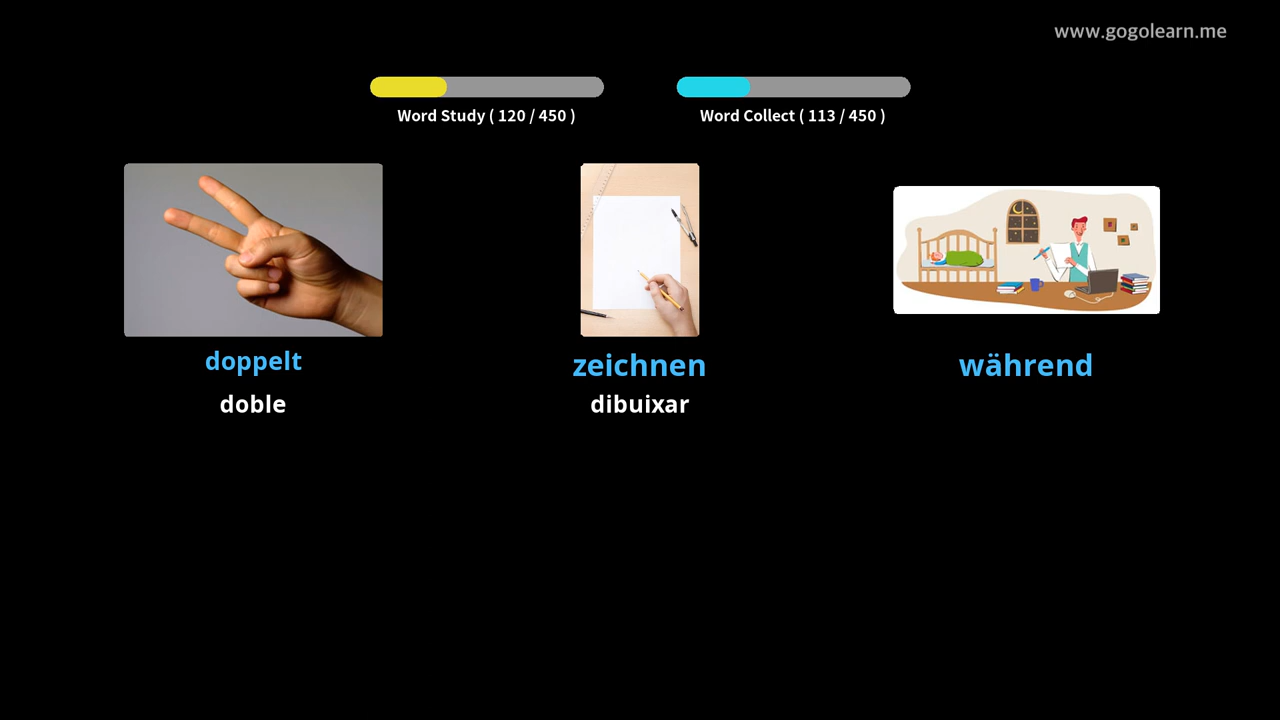 www.gogolearn.me
Word Study ( 120 / 450 )
Word Collect ( 113 / 450 )
doppelt
zeichnen
während
doble
dibuixar